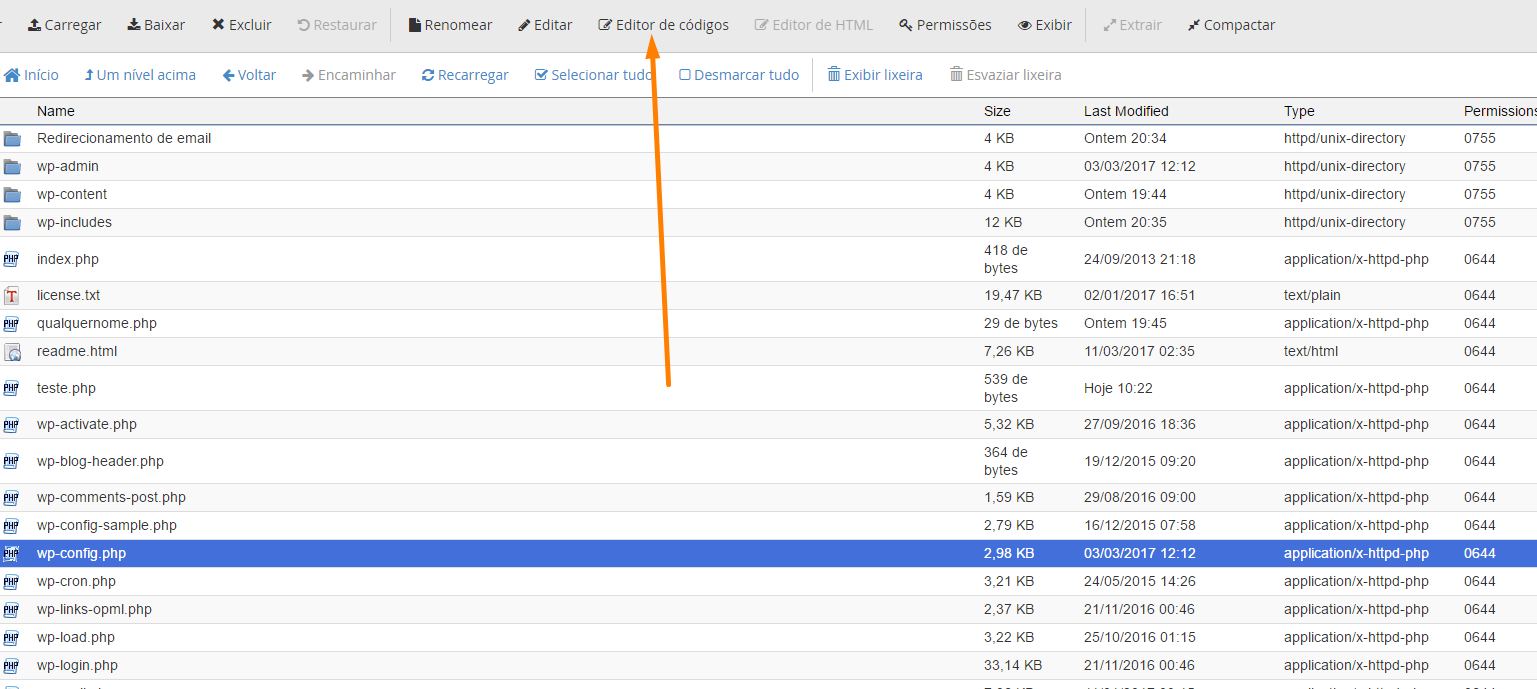 Carregar Baixar Excluir Restaurar Renomear Editar Editor de códigos Editor de HTML Permissões Exibir Extrair Compactar
Início Um nível acima Voltar Encaminhar Recarregar Selecionar tudo Desmarcar tudo Exibir lixeira Esvaziar lixeira
Name Size Last Modified Type Permissions
Redirecionamento de email 4 KB Ontem 20:34 httpd/unix-directory 0755
wp-admin 4 KB 03/03/2017 12:12 httpd/unix-directory 0755
wp-content 4 KB Ontem 19:44 httpd/unix-directory 0755
wp-includes 12 KB Ontem 20:35 httpd/unix-directory 0755
PHP index.php 418 de bytes 24/09/2013 21:18 application/x-httpd-php 0644
T license.txt 19,47 KB 02/01/2017 16:51 text/plain 0644
PHP qualquernome.php 29 de bytes Ontem 19:45 application/x-httpd-php 0644
readme.html 7,26 KB 11/03/2017 02:35 text/html 0644
PHP teste.php 539 de bytes Hoje 10:22 application/x-httpd-php 0644
PHP wp-activate.php 5,32 KB 27/09/2016 18:36 application/x-httpd-php 0644
PHP wp-blog-header.php 364 de bytes 19/12/2015 09:20 application/x-httpd-php 0644
PHP wp-comments-post.php 1,59 KB 29/08/2016 09:00 application/x-httpd-php 0644
PHP wp-config-sample.php 2,79 KB 16/12/2015 07:58 application/x-httpd-php 0644
PHP wp-config.php 2,98 KB 03/03/2017 12:12 application/x-httpd-php 0644
PHP wp-cron.php 3,21 KB 24/05/2015 14:26 application/x-httpd-php 0644
PHP wp-links-opml.php 2,37 KB 21/11/2016 00:46 application/x-httpd-php 0644
PHP wp-load.php 3,22 KB 25/10/2016 01:15 application/x-httpd-php 0644
PHP wp-login.php 33,14 KB 21/11/2016 00:46 application/x-httpd-php 0644